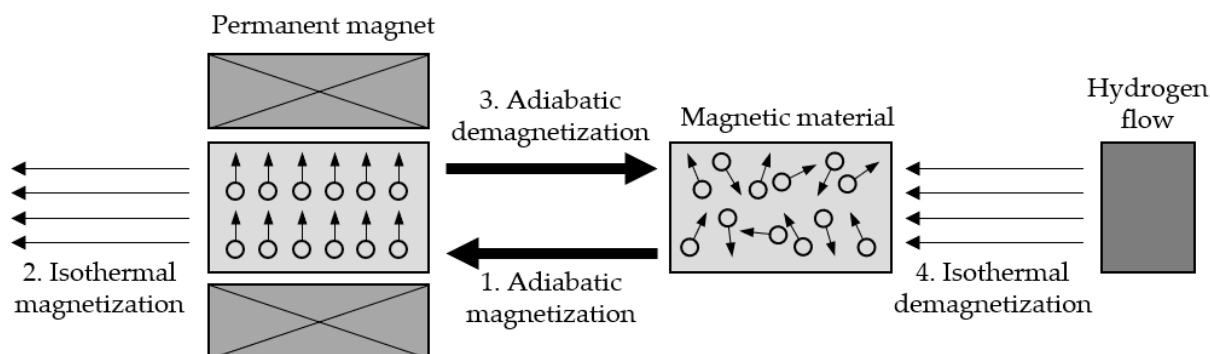 Permanent magnet
3. Adiabatic
demagnetization
Magnetic material
Hydrogen
flow
2. Isothermal
magnetization
1. Adiabatic
magnetization
4. Isothermal
demagnetization